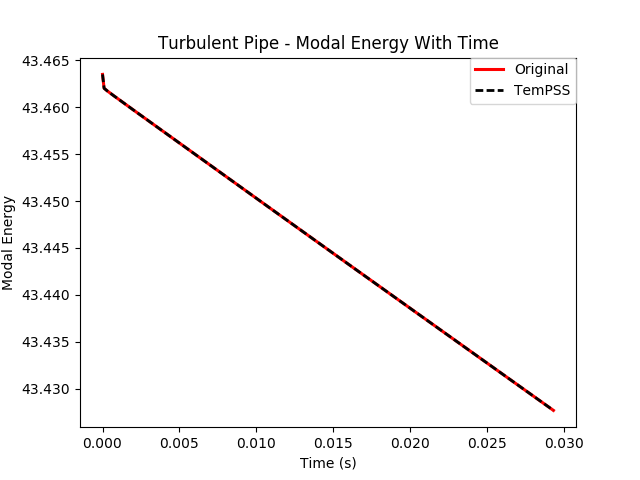 Turbulent Pipe - Modal Energy With Time
43.465
43.460
43.455
43.450
43.445
43.440
43.435
43.430
Modal Energy
Original
TemPSS
0.000 0.005 0.010 0.015 0.020 0.025 0.030
Time (s)